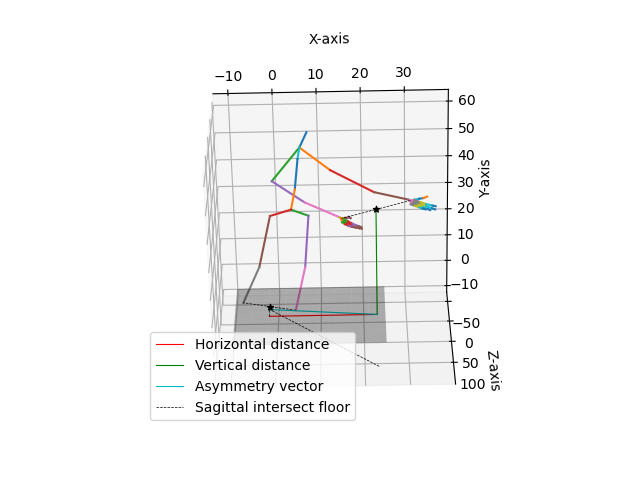 X-axis
−10 0 10 20 30
60
50
40
30
20
10
0
−10
Y-axis
−50
0
50
100
Z-axis
Horizontal distance
Vertical distance
Asymmetry vector
Sagittal intersect floor